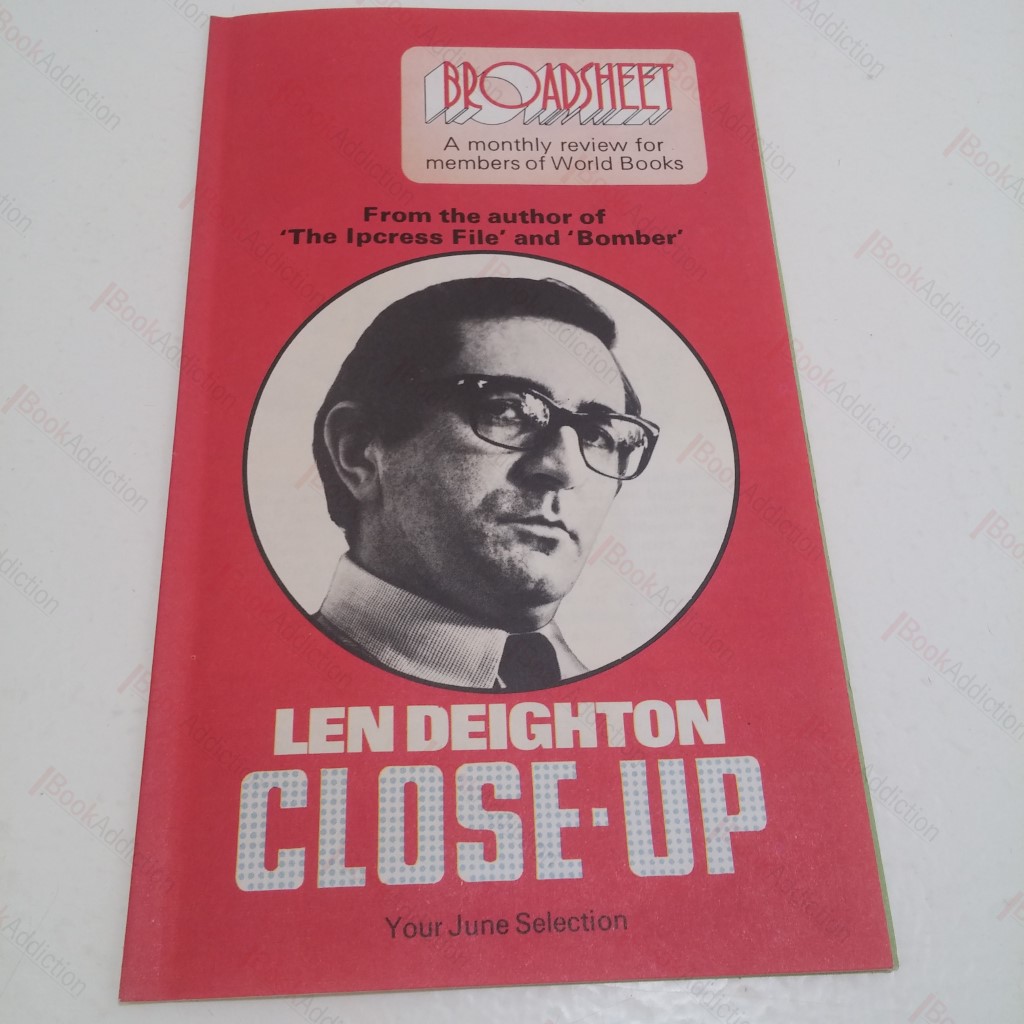 BROADSHEET
A monthly review for
members of World Books
From the author of
‘The Ipcress File’ and ‘Bomber’
LEN DEIGHTON
CLOSE-UP
Your June Selection
BookAddiction